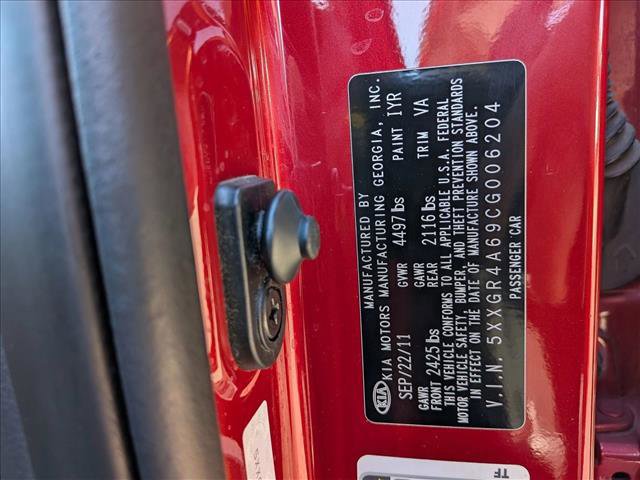 MANUFACTURED BY
KIA KIA MOTORS MANUFACTURING GEORGIA, INC.
SEP/22/11 GVWR 4497 lbs PAINT IYR
GAWR FRONT 2425 lbs GAWR REAR 2116 lbs TRIM VA
THIS VEHICLE CONFORMS TO ALL APPLICABLE U.S.A. FEDERAL
MOTOR VEHICLE SAFETY, BUMPER, AND THEFT PREVENTION STANDARDS
IN EFFECT ON THE DATE OF MANUFACTURE SHOWN ABOVE.
V.I.N. 5XXGR4A69CG006204
PASSENGER CAR